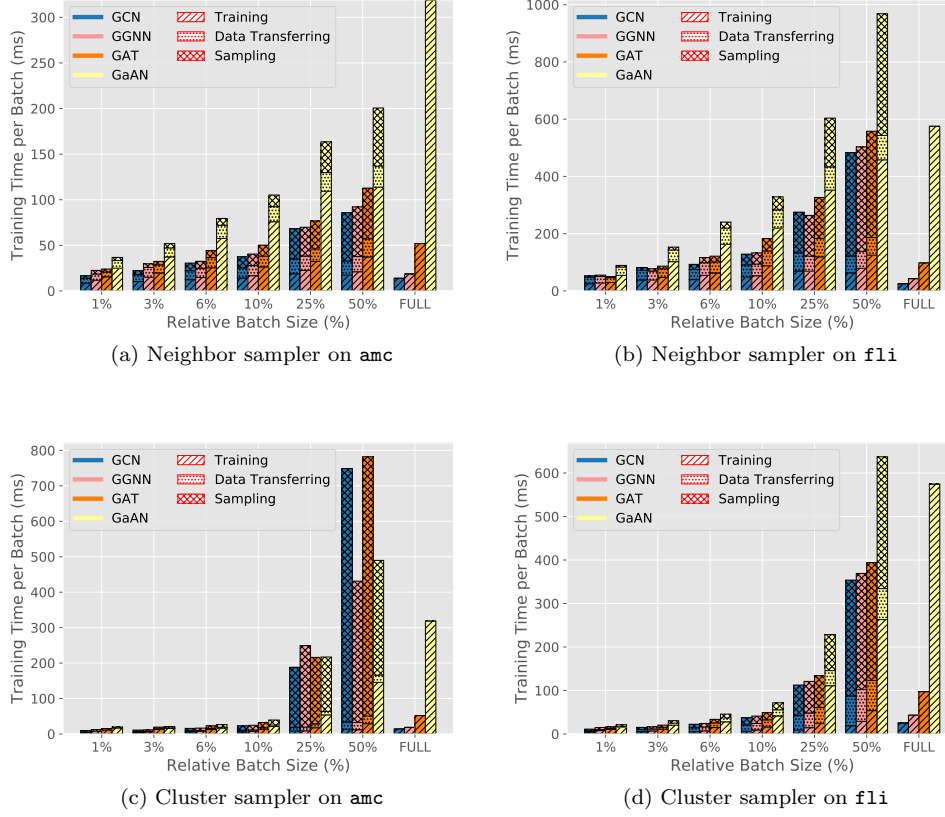 Training Time per Batch (ms)
300
250
200
150
100
50
0
GCN
GGNN
GAT
GaAN
Training
Data Transferring
Sampling
1% 3% 6% 10% 25% 50% FULL
Relative Batch Size (%)
(a) Neighbor sampler on amc
Training Time per Batch (ms)
1000
800
600
400
200
0
GCN
GGNN
GAT
GaAN
Training
Data Transferring
Sampling
1% 3% 6% 10% 25% 50% FULL
Relative Batch Size (%)
(b) Neighbor sampler on fli
Training Time per Batch (ms)
800
700
600
500
400
300
200
100
0
GCN
GGNN
GAT
GaAN
Training
Data Transferring
Sampling
1% 3% 6% 10% 25% 50% FULL
Relative Batch Size (%)
(c) Cluster sampler on amc
Training Time per Batch (ms)
600
500
400
300
200
100
0
GCN
GGNN
GAT
GaAN
Training
Data Transferring
Sampling
1% 3% 6% 10% 25% 50% FULL
Relative Batch Size (%)
(d) Cluster sampler on fli